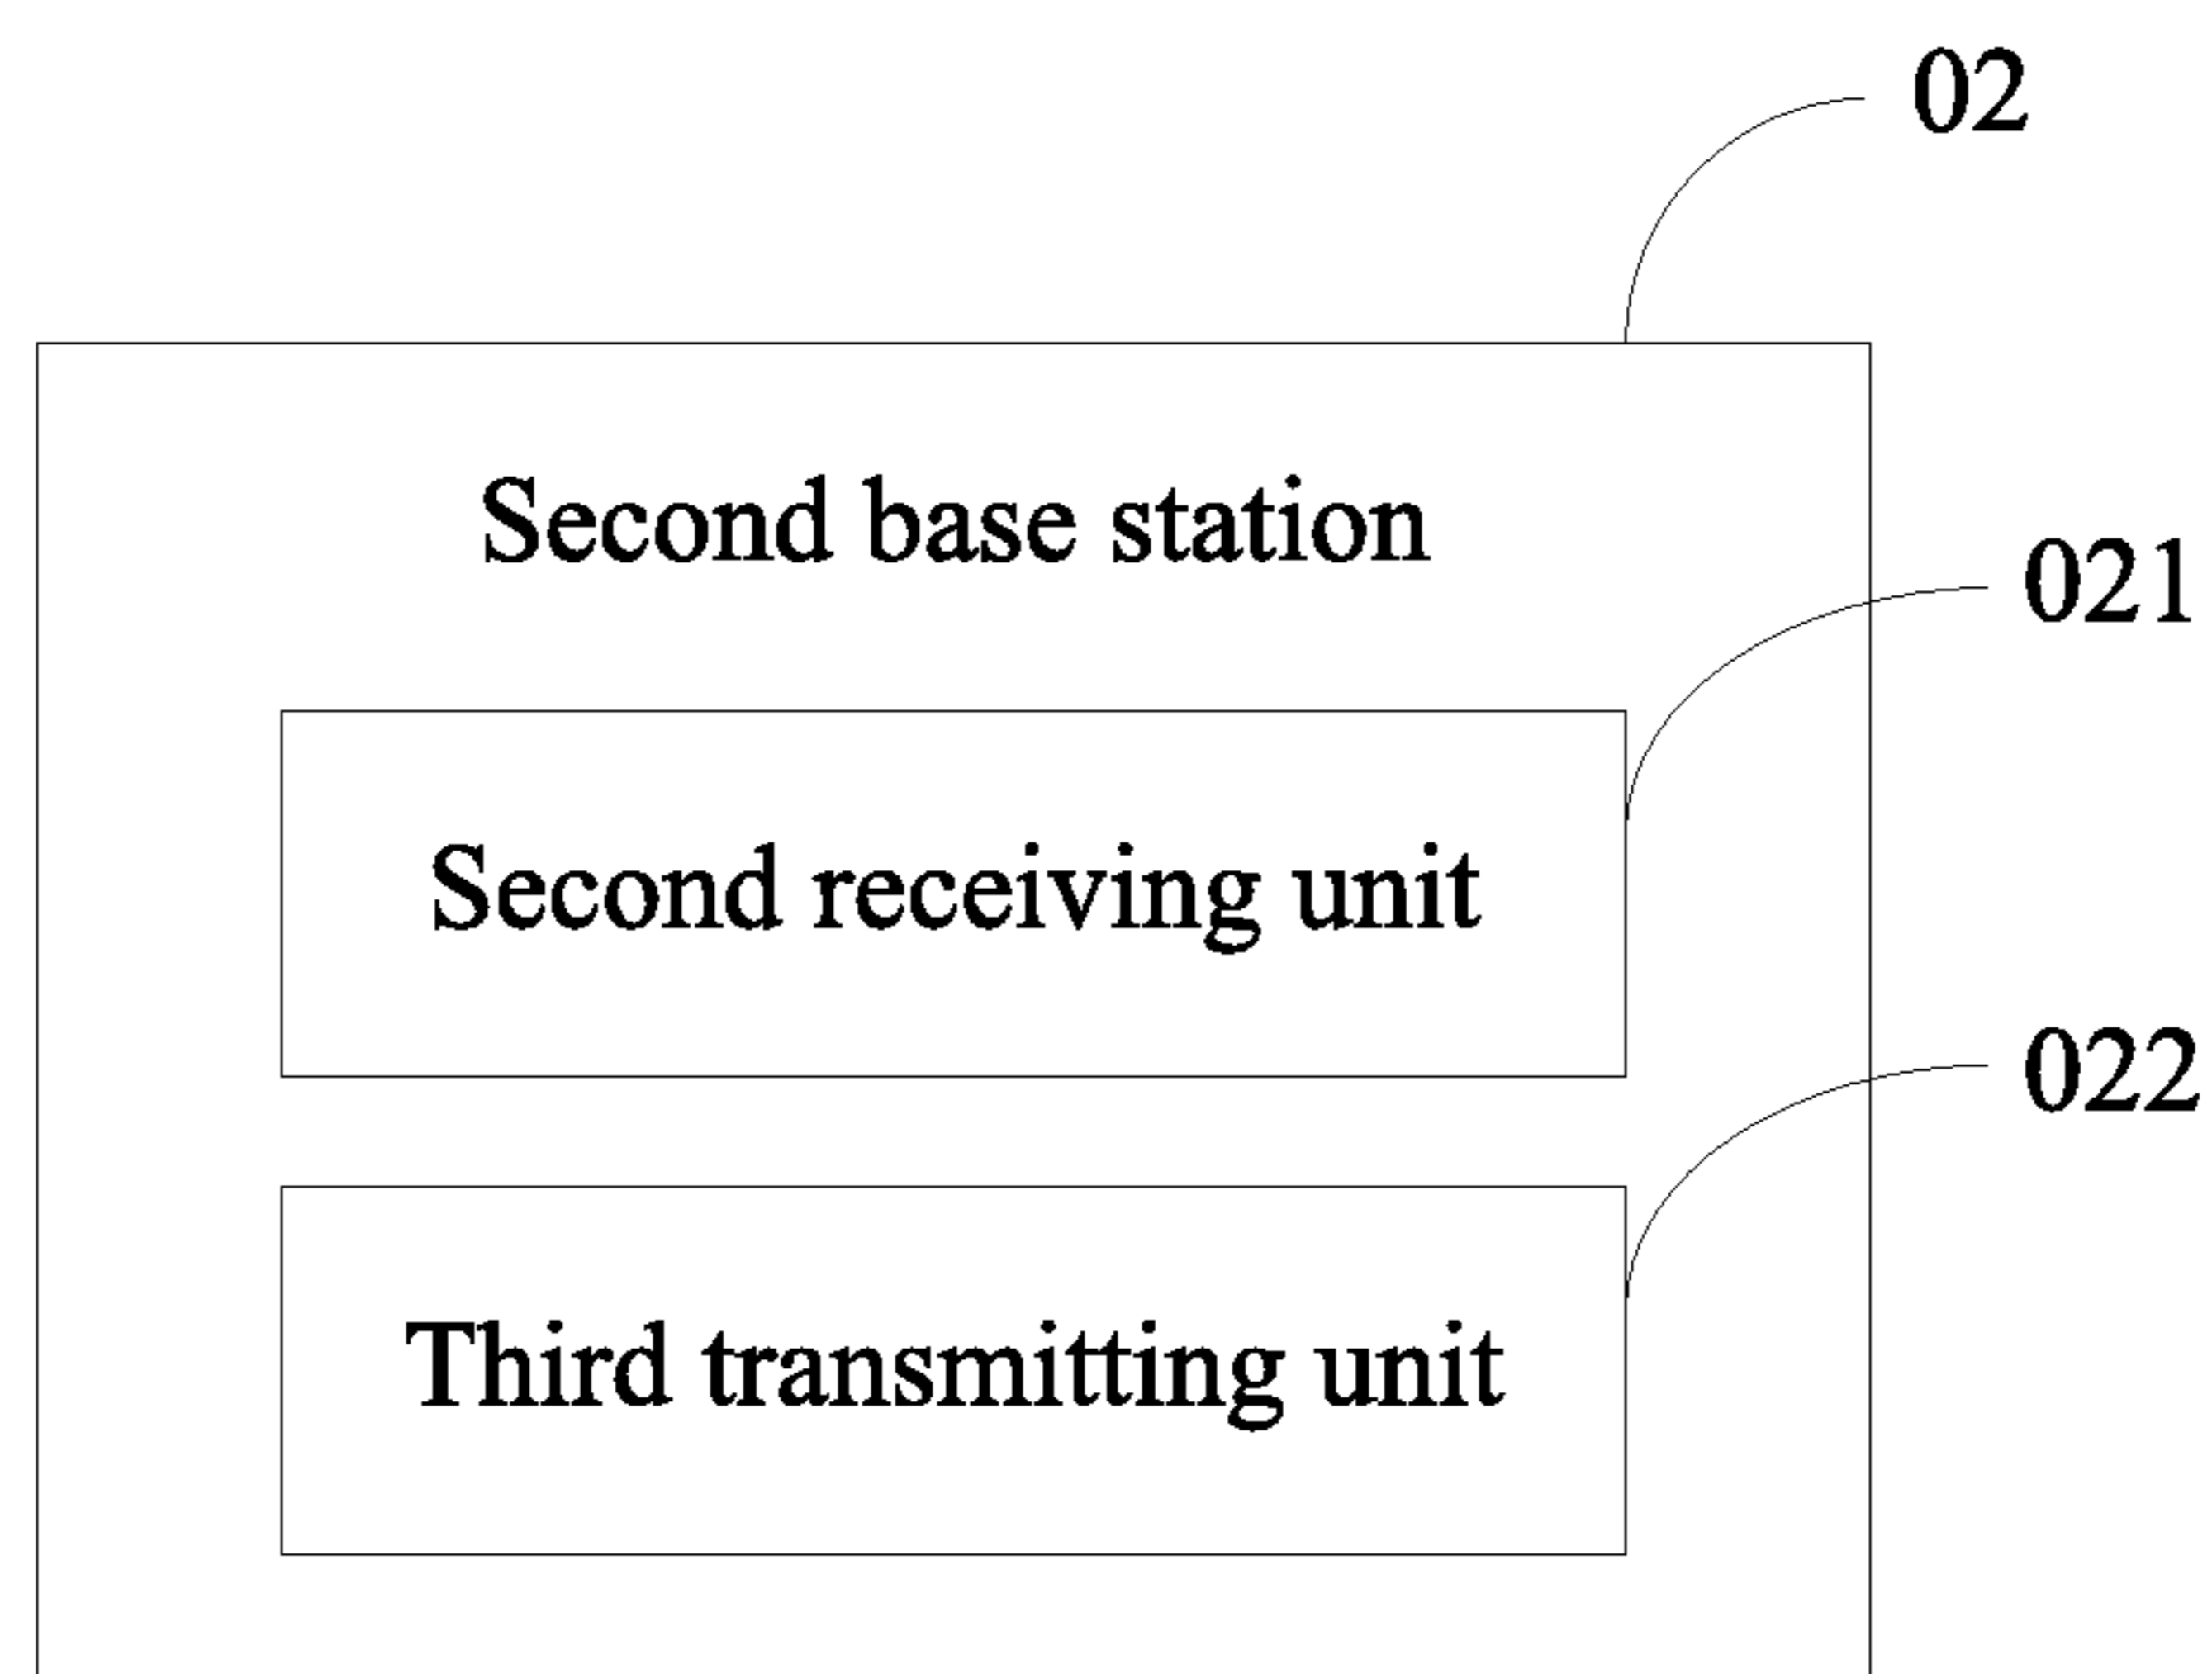 02
Second base station
021
Second receiving unit
022
Third transmitting unit